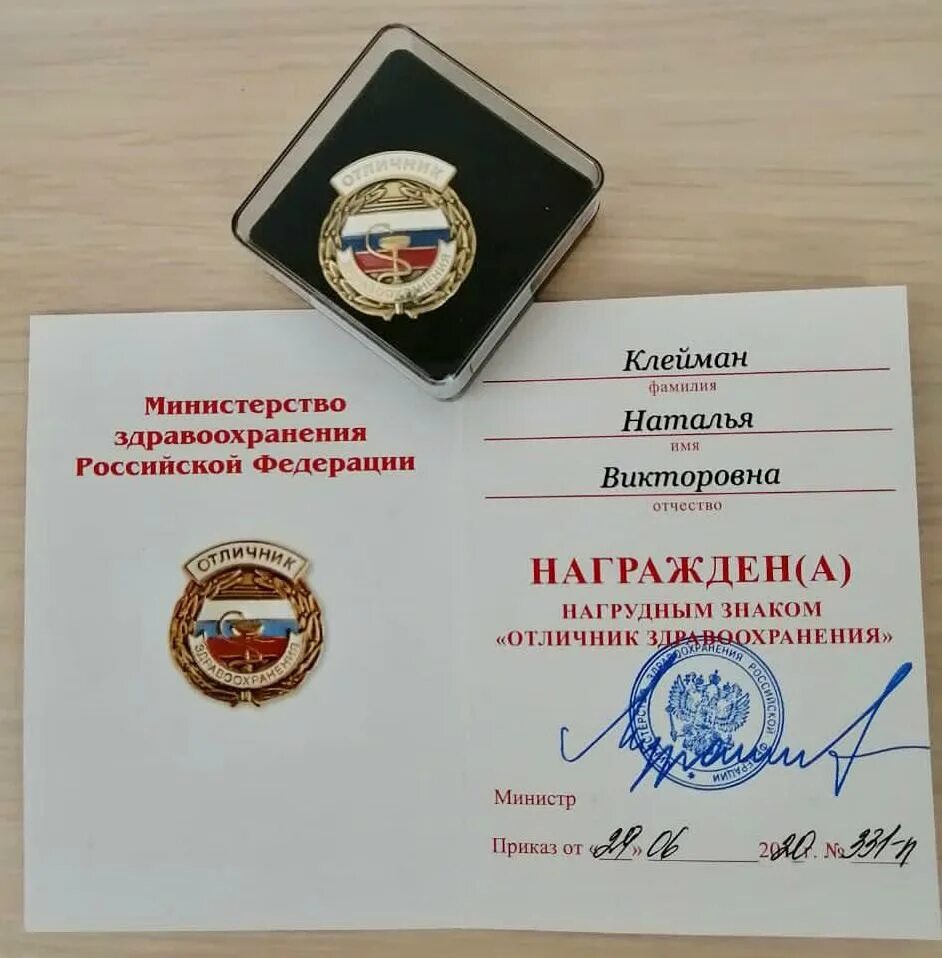 ОТЛИЧНИК
ЗДРАВООХРАНЕНИЯ
Министерство
здравоохранения
Российской Федерации
ОТЛИЧНИК
ЗДРАВООХРАНЕНИЯ
Клейман
фамилия
Наталья
имя
Викторовна
отчество
НАГРАЖДЕН(А)
НАГРУДНЫМ ЗНАКОМ
«ОТЛИЧНИК ЗДРАВООХРАНЕНИЯ»
МИНИСТЕРСТВО ЗДРАВООХРАНЕНИЯ РОССИЙСКОЙ ФЕДЕРАЦИИ
Министр
Приказ от «29» 06 2020 г. № 331-п